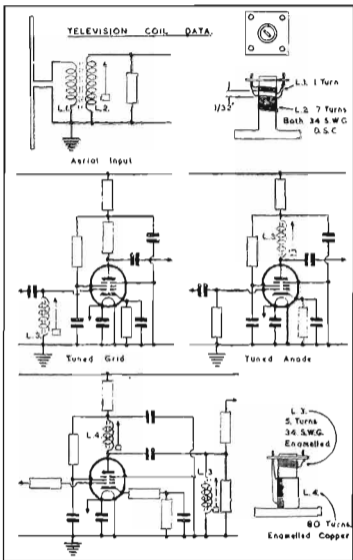 TELEVISION COIL DATA.
L.1.
L.2.
L.1. 1 Turn
1/32"
L.2. 7 Turns
Both 34 S.W.G.
D.S.C
Aerial Input
L.3.
L.3
Tuned Grid
Tuned Anode
L.4.
L.3
L.3.
5 Turns
34 S.W.G.
Enamelled
L.4.
80 Turns
Enamelled Copper